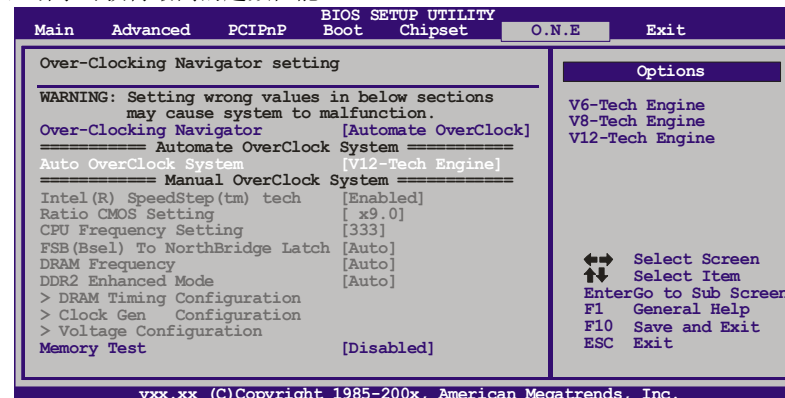 BIOS SETUP UTILITY
Main Advanced PCIPnP Boot Chipset O.N.E Exit
Over-Clocking Navigator setting
WARNING: Setting wrong values in below sections
may cause system to malfunction.
Over-Clocking Navigator [Automate OverClock]
=========== Automate OverClock System ===========
Auto OverClock System [V12-Tech Engine]
============ Manual OverClock System ============
Intel(R) SpeedStep(tm) tech [Enabled]
Ratio CMOS Setting [ x9.0]
CPU Frequency Setting [333]
FSB(Bsel) To NorthBridge Latch [Auto]
DRAM Frequency [Auto]
DDR2 Enhanced Mode [Auto]
> DRAM Timing Configuration
> Clock Gen Configuration
> Voltage Configuration
Memory Test [Disabled]
Options
V6-Tech Engine
V8-Tech Engine
V12-Tech Engine
Select Screen
Select Item
EnterGo to Sub Screen
F1 General Help
F10 Save and Exit
ESC Exit
vxx.xx (C)Copyright 1985-200x, American Megatrends, Inc.